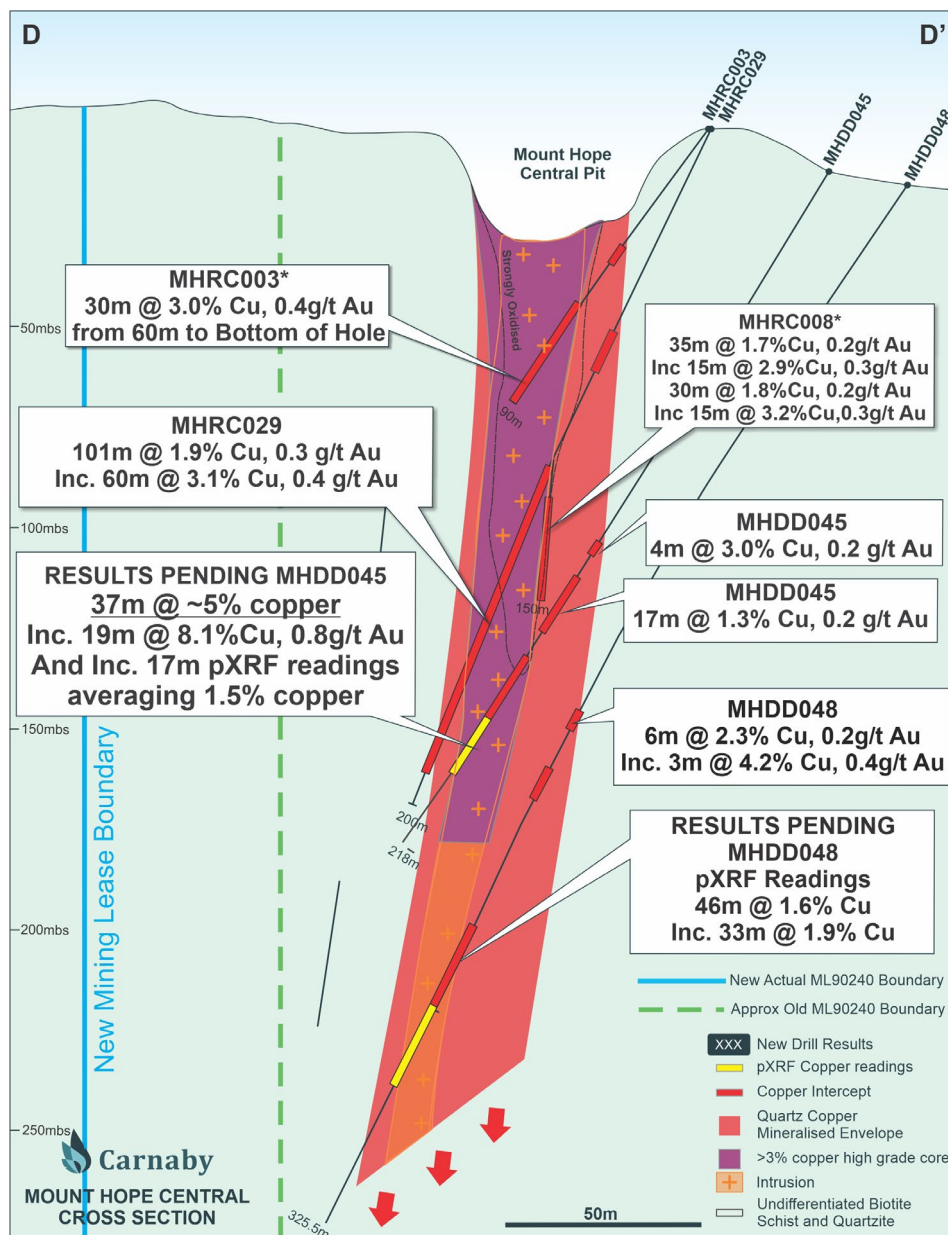 D
D'
MHRC003
MHRC029
MHDD045
MHDD048
Mount Hope
Central Pit
Strongly Oxidised
MHRC003*
30m @ 3.0% Cu, 0.4g/t Au
from 60m to Bottom of Hole
50mbs
90m
MHRC008*
35m @ 1.7%Cu, 0.2g/t Au
Inc 15m @ 2.9%Cu, 0.3g/t Au
30m @ 1.8%Cu, 0.2g/t Au
Inc 15m @ 3.2%Cu,0.3g/t Au
MHRC029
101m @ 1.9% Cu, 0.3 g/t Au
Inc. 60m @ 3.1% Cu, 0.4 g/t Au
100mbs
MHDD045
4m @ 3.0% Cu, 0.2 g/t Au
RESULTS PENDING MHDD045
37m @ ~5% copper
Inc. 19m @ 8.1%Cu, 0.8g/t Au
And Inc. 17m pXRF readings
averaging 1.5% copper
150m
MHDD045
17m @ 1.3% Cu, 0.2 g/t Au
150mbs
MHDD048
6m @ 2.3% Cu, 0.2g/t Au
Inc. 3m @ 4.2% Cu, 0.4g/t Au
200m
218m
RESULTS PENDING
MHDD048
pXRF Readings
46m @ 1.6% Cu
Inc. 33m @ 1.9% Cu
200mbs
New Mining Lease Boundary
250mbs
325.5m
New Actual ML90240 Boundary
Approx Old ML90240 Boundary
XXX New Drill Results
pXRF Copper readings
Copper Intercept
Quartz Copper
Mineralised Envelope
>3% copper high grade core
Intrusion
Undifferentiated Biotite
Schist and Quartzite
Carnaby
MOUNT HOPE CENTRAL
CROSS SECTION
50m